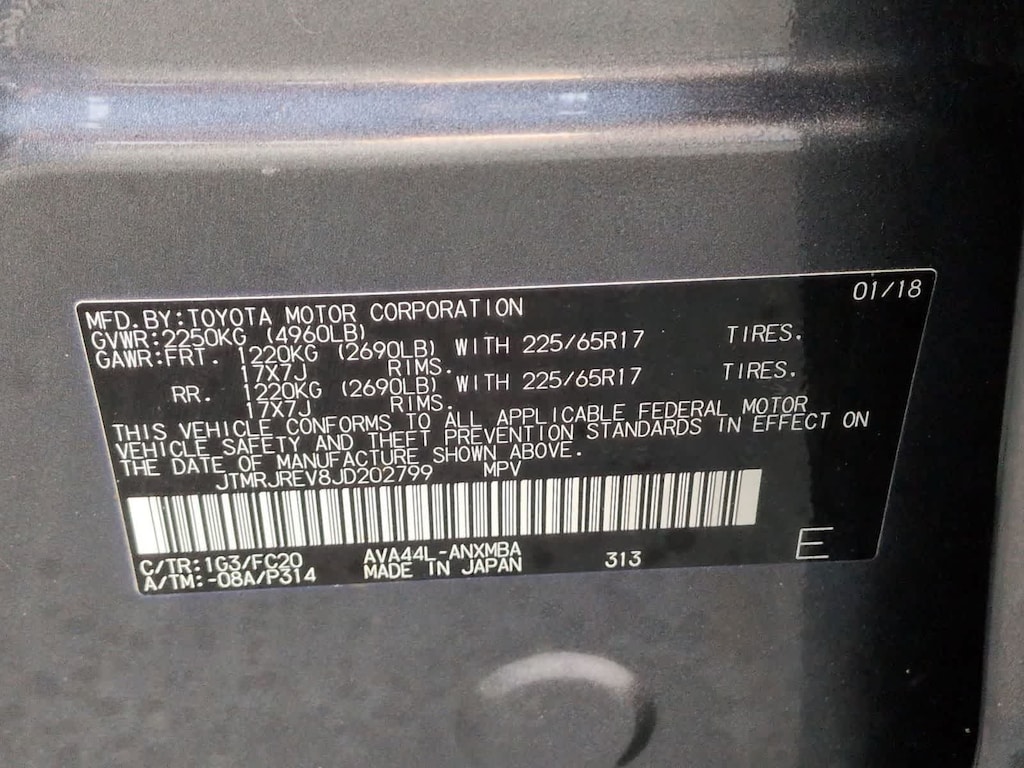 01/18
MFD.BY:TOYOTA MOTOR CORPORATION
GVWR:2250KG (4960LB)
GAWR:FRT. 1220KG (2690LB) WITH 225/65R17 TIRES.
17X7J RIMS.
RR. 1220KG (2690LB) WITH 225/65R17 TIRES.
17X7J RIMS.
THIS VEHICLE CONFORMS TO ALL APPLICABLE FEDERAL MOTOR
VEHICLE SAFETY AND THEFT PREVENTION STANDARDS IN EFFECT ON
THE DATE OF MANUFACTURE SHOWN ABOVE.
JTMRJREV8JD202799 MPV
C/TR:1G3/FC20 AVA44L-ANXMBA 313 E
A/TM:-08A/P314 MADE IN JAPAN